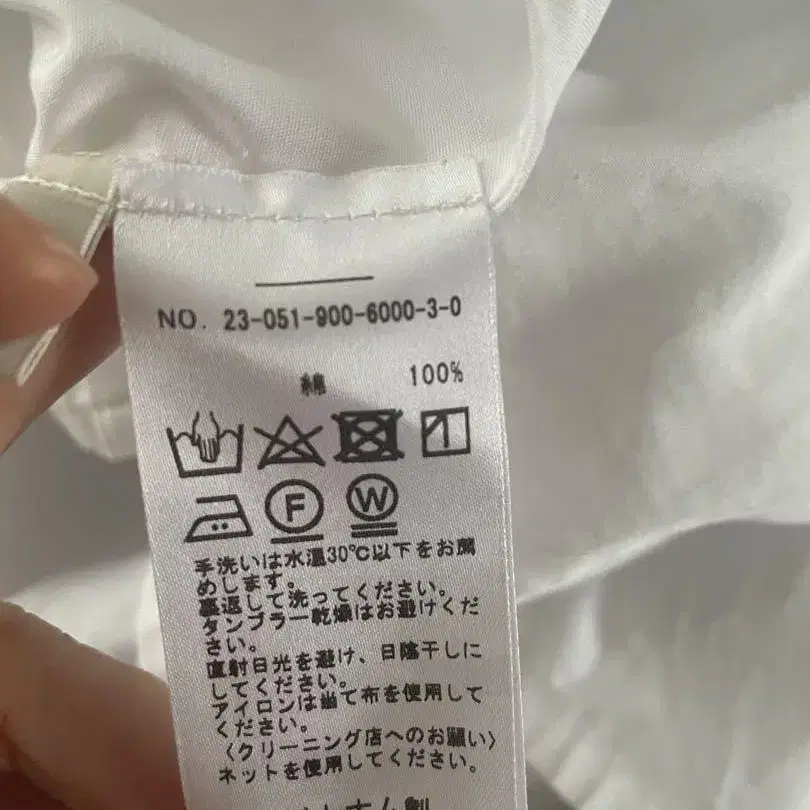 NO. 23-051-900-6000-3-0
綿 100%
F W
手洗いは水温30℃以下をお薦
めします。
裏返して洗ってください。
タンブラー乾燥はお避けくだ
さい。
直射日光を避け、日陰干しに
してください。
アイロンは当て布を使用して
ください。
〈クリーニング店へのお願い〉
ネットを使用してください。